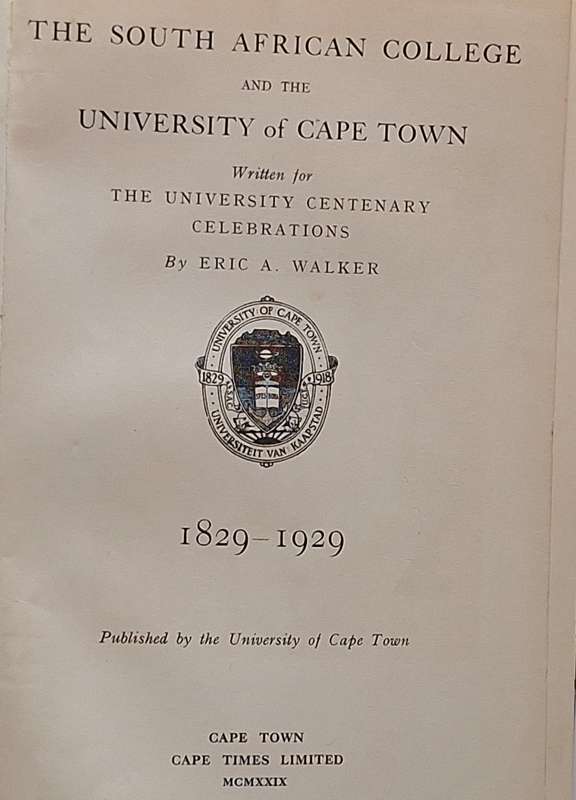 THE SOUTH AFRICAN COLLEGE
AND THE
UNIVERSITY of CAPE TOWN
Written for
THE UNIVERSITY CENTENARY
CELEBRATIONS
By ERIC A. WALKER
UNIVERSITY OF CAPE TOWN
1829 1918
UNIVERSITEIT VAN KAAPSTAD
1829–1929
Published by the University of Cape Town
CAPE TOWN
CAPE TIMES LIMITED
MCMXXIX